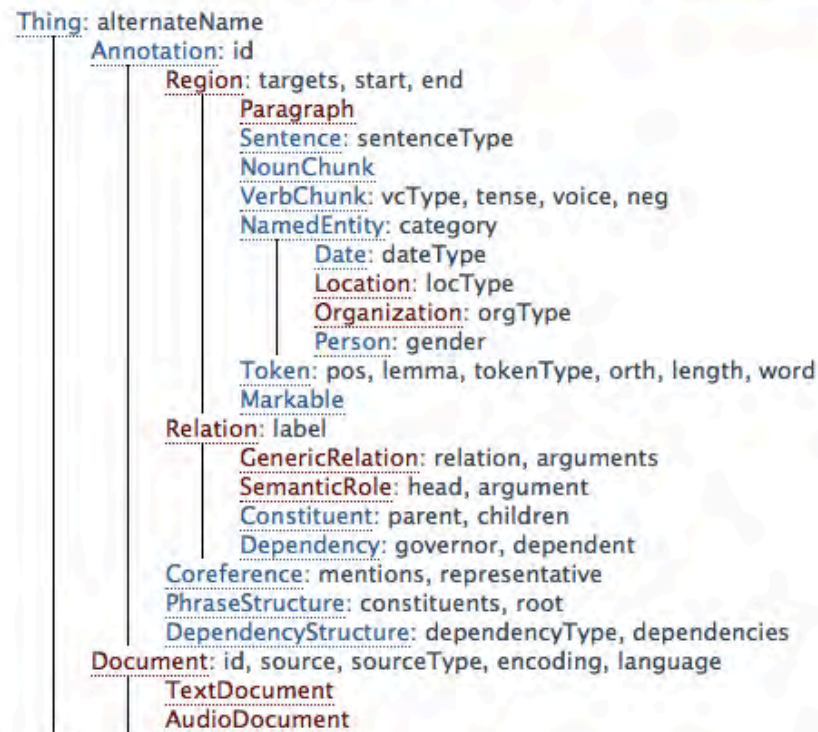 Thing: alternateName
Annotation: id
Region: targets, start, end
Paragraph
Sentence: sentenceType
NounChunk
VerbChunk: vcType, tense, voice, neg
NamedEntity: category
Date: dateType
Location: locType
Organization: orgType
Person: gender
Token: pos, lemma, tokenType, orth, length, word
Markable
Relation: label
GenericRelation: relation, arguments
SemanticRole: head, argument
Constituent: parent, children
Dependency: governor, dependent
Coreference: mentions, representative
PhraseStructure: constituents, root
DependencyStructure: dependencyType, dependencies
Document: id, source, sourceType, encoding, language
TextDocument
AudioDocument